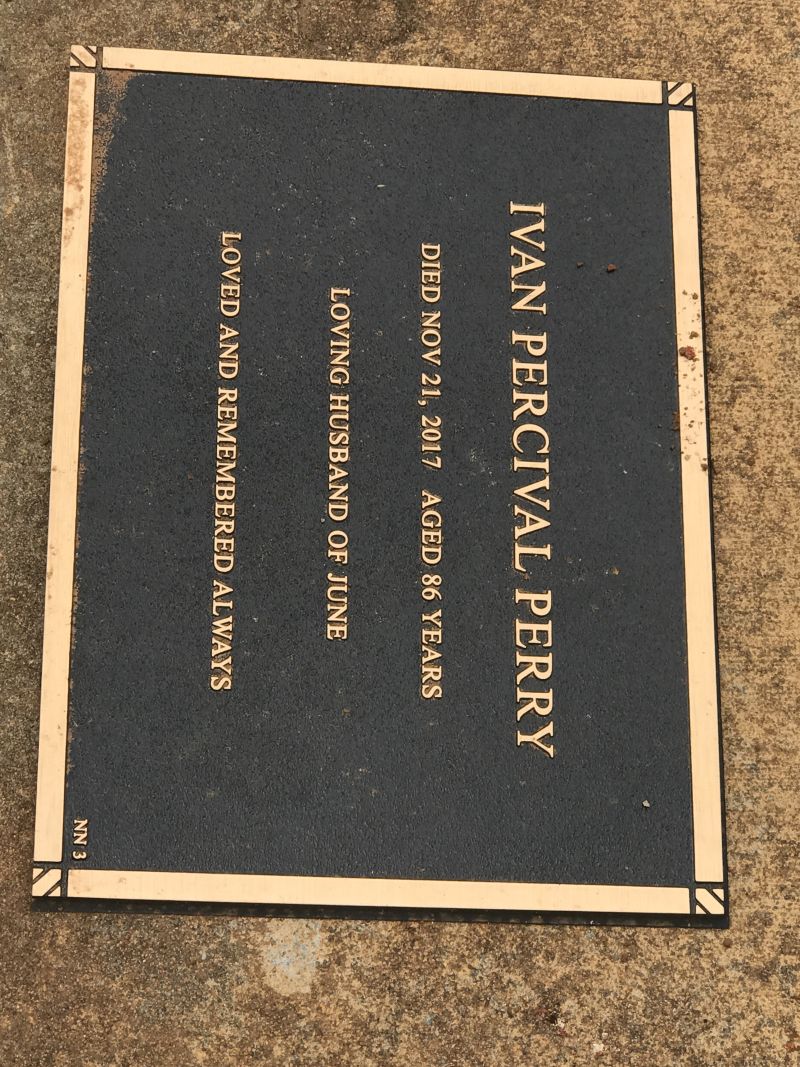 IVAN PERCIVAL PERRY
DIED NOV 21, 2017 AGED 86 YEARS
LOVING HUSBAND OF JUNE
LOVED AND REMEMBERED ALWAYS
NN 3